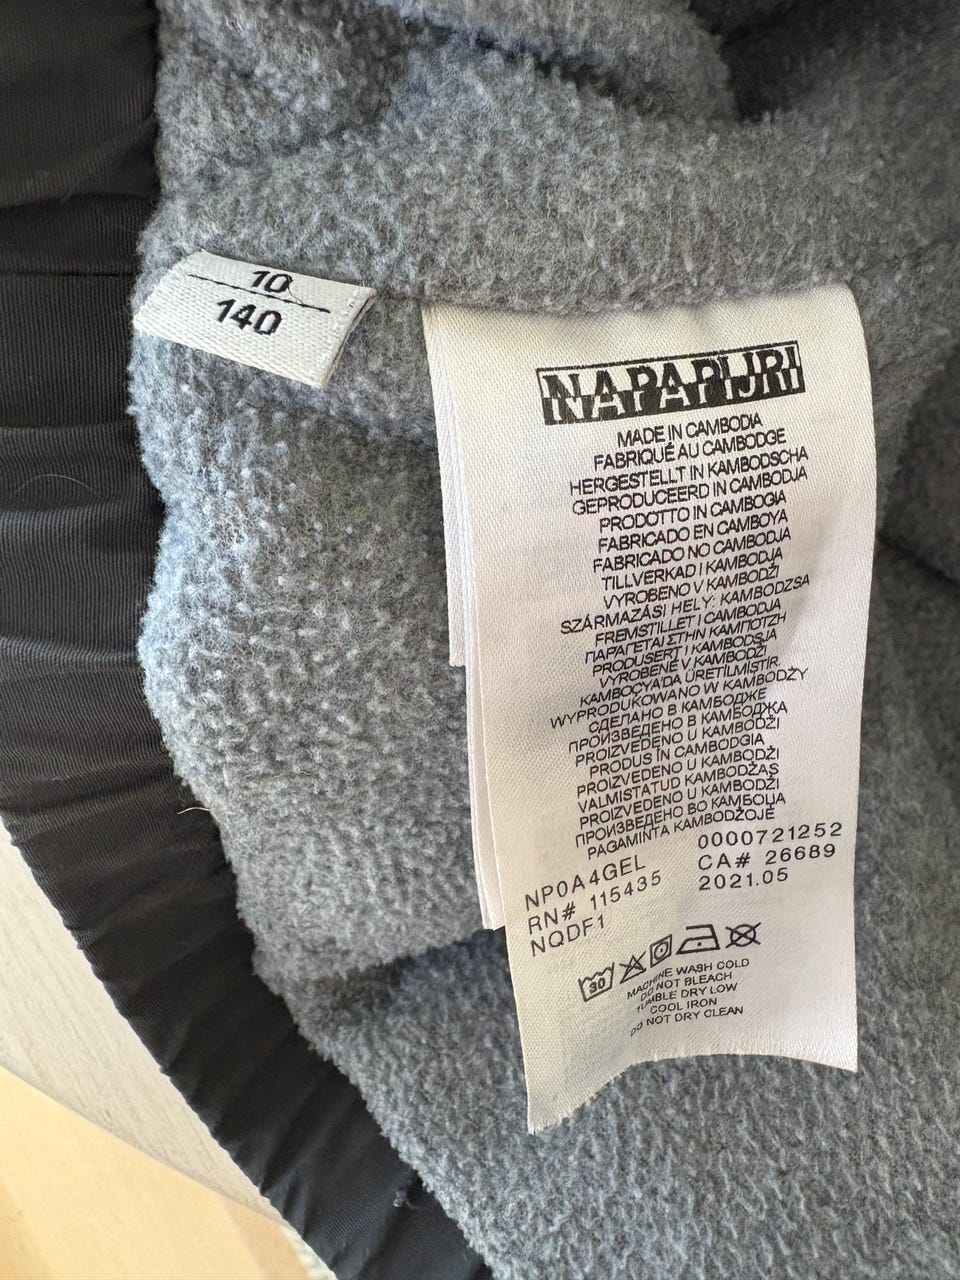 10
140
NAPAPIJRI
MADE IN CAMBODIA
FABRIQUÉ AU CAMBODGE
HERGESTELLT IN KAMBODSCHA
GEPRODUCEERD IN CAMBODJA
PRODOTTO IN CAMBOGIA
FABRICADO EN CAMBOYA
FABRICADO NO CAMBODJA
TILLVERKAD I KAMBODJA
VYROBENO V KAMBODŽI
SZÁRMAZÁSI HELY: KAMBODZSA
FREMSTILLET I CAMBODJA
ΠΑΡΑΓΕΤΑΙ ΣΤΗΝ ΚΑΜΠΟΤΖΗ
PRODUSERT I KAMBODSJA
VYROBENÉ V KAMBODŽI
KAMBOÇYA'DA ÜRETİLMİŞTİR.
WYPRODUKOWANO W KAMBODŻY
СДЕЛАНО В КАМБОДЖЕ
ПРОИЗВЕДЕНО В КАМБОДЖА
PROIZVEDENO U KAMBODŽI
PRODUS ÎN CAMBODGIA
PROIZVEDENO U KAMBODŽI
VALMISTATUD KAMBODŽAS
PROIZVEDENO U KAMBODŽI
ПРОИЗВЕДЕНО ВО КАМБОЏА
PAGAMINTA KAMBODŽOJE
NP0A4GEL 0000721252
RN# 115435 CA# 26689
NQDF1 2021.05
30
MACHINE WASH COLD
DO NOT BLEACH
TUMBLE DRY LOW
COOL IRON
DO NOT DRY CLEAN